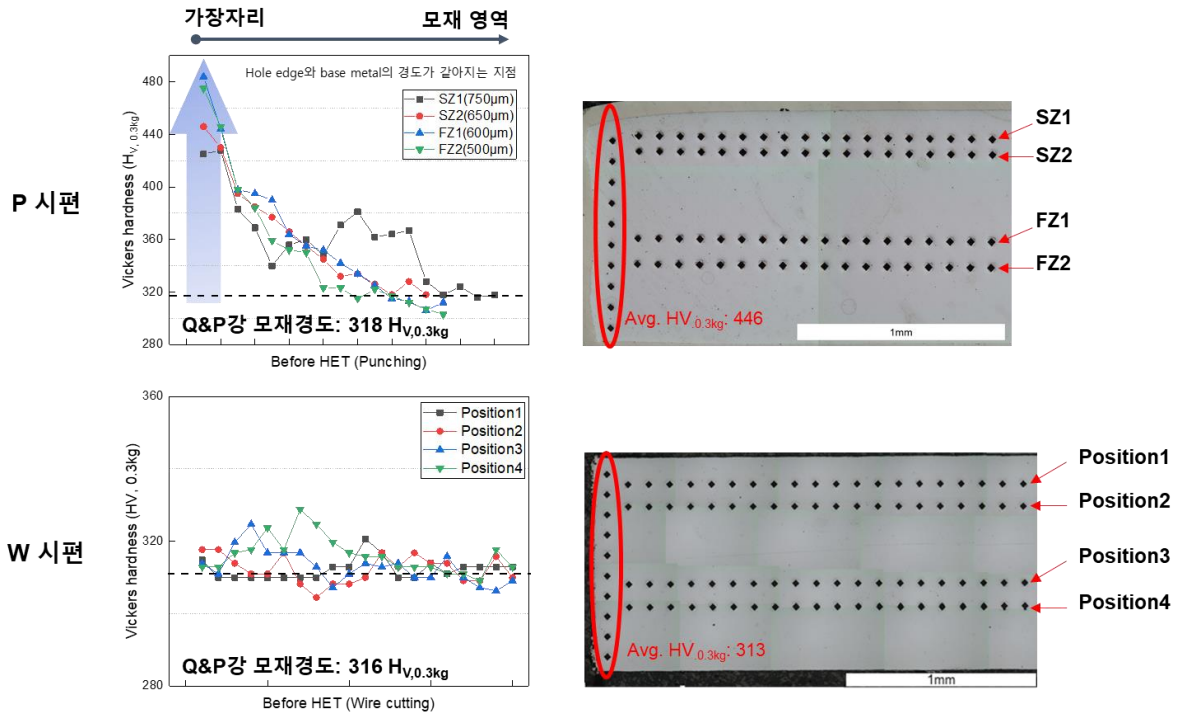 가장자리
모재 영역
P 시편
Vickers hardness (HV, 0.3kg)
480
440
400
360
320
280
Hole edge와 base metal의 경도가 같아지는 지점
SZ1(750μm)
SZ2(650μm)
FZ1(600μm)
FZ2(500μm)
Q&P강 모재경도: 318 HV,0.3kg
Before HET (Punching)
SZ1
SZ2
FZ1
FZ2
Avg. HV.0.3kg: 446
1mm
W 시편
Vickers hardness (HV, 0.3kg)
360
320
280
Position1
Position2
Position3
Position4
Q&P강 모재경도: 316 HV,0.3kg
Before HET (Wire cutting)
Position1
Position2
Position3
Position4
Avg. HV.0.3kg: 313
1mm